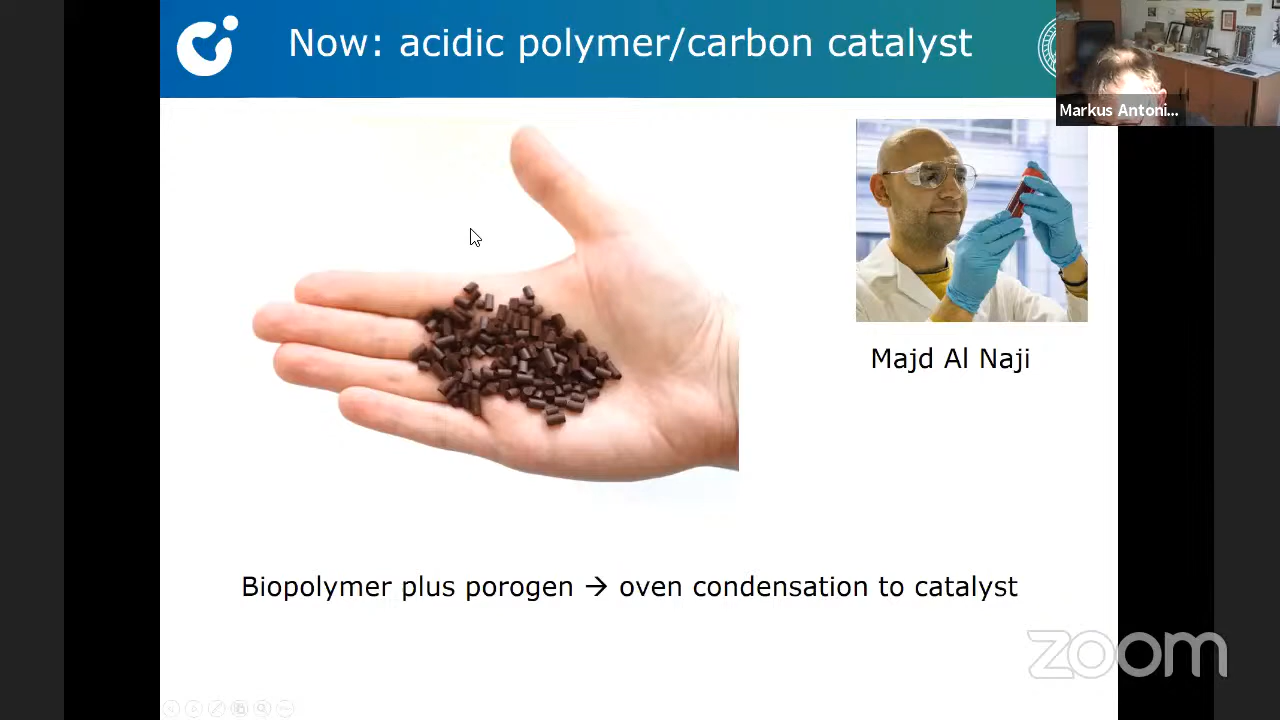 Now: acidic polymer/carbon catalyst
Markus Antoni...
Majd Al Naji
Biopolymer plus porogen → oven condensation to catalyst
zoom